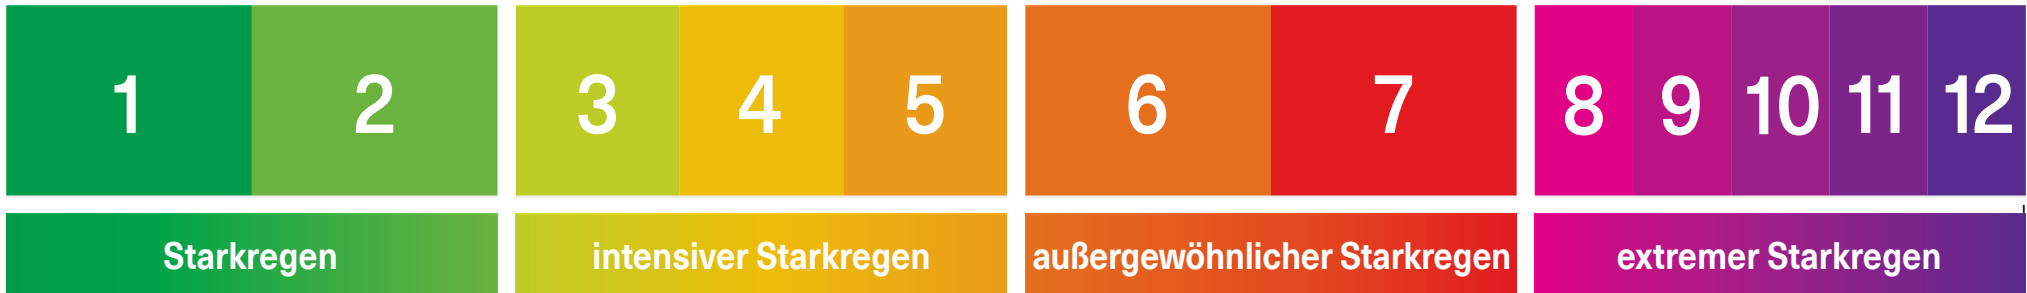 1 2 3 4 5 6 7 8 9 10 11 12
Starkregen intensiver Starkregen außergewöhnlicher Starkregen extremer Starkregen